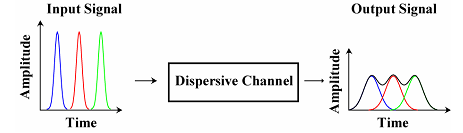 Input Signal
Output Signal
Amplitude
Dispersive Channel
Amplitude
Time
Time